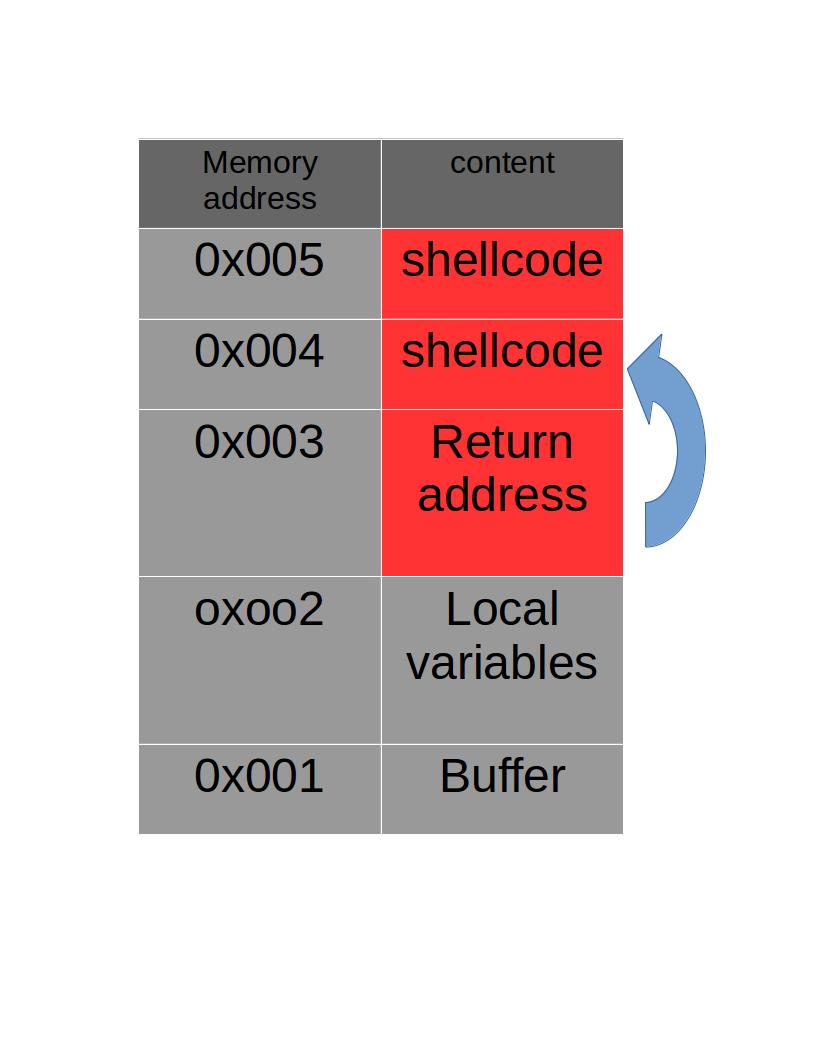 Memory
address
content
0x005
shellcode
0x004
shellcode
0x003
Return
address
oxoo2
Local
variables
0x001
Buffer